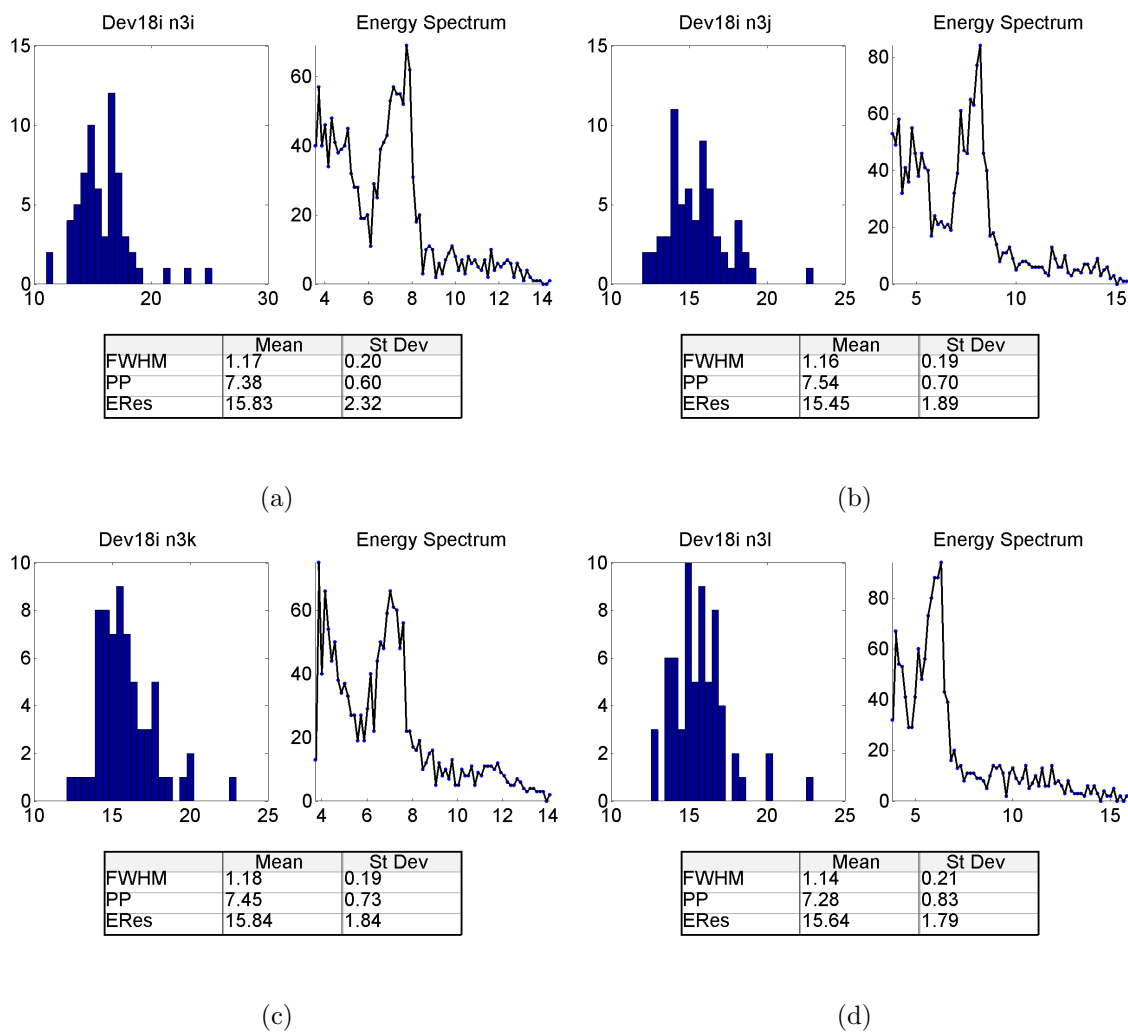 Dev18i n3i
Energy Spectrum
15
10
5
0
10 20 30
60
40
20
0
4 6 8 10 12 14
Mean St Dev
FWHM 1.17 0.20
PP 7.38 0.60
ERes 15.83 2.32
(a)
Dev18i n3j
Energy Spectrum
15
10
5
0
10 15 20 25
80
60
40
20
0
5 10 15
Mean St Dev
FWHM 1.16 0.19
PP 7.54 0.70
ERes 15.45 1.89
(b)
Dev18i n3k
Energy Spectrum
10
8
6
4
2
0
10 15 20 25
60
40
20
0
4 6 8 10 12 14
Mean St Dev
FWHM 1.18 0.19
PP 7.45 0.73
ERes 15.84 1.84
(c)
Dev18i n3l
Energy Spectrum
10
8
6
4
2
0
10 15 20 25
80
60
40
20
0
5 10 15
Mean St Dev
FWHM 1.14 0.21
PP 7.28 0.83
ERes 15.64 1.79
(d)